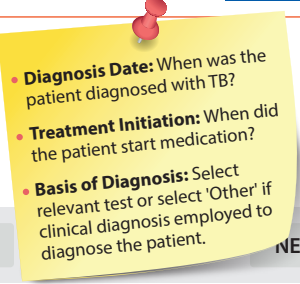 • Diagnosis Date: When was the
patient diagnosed with TB?
• Treatment Initiation: When did
the patient start medication?
• Basis of Diagnosis: Select
relevant test or select 'Other' if
clinical diagnosis employed to
diagnose the patient.
NE